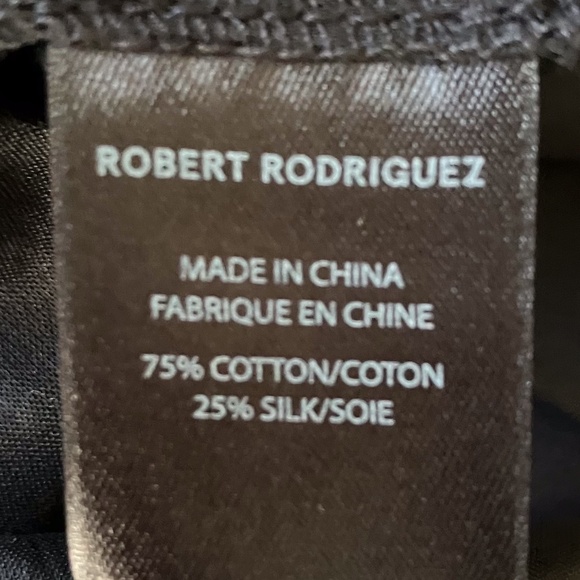 ROBERT RODRIGUEZ
MADE IN CHINA
FABRIQUE EN CHINE
75% COTTON/COTON
25% SILK/SOIE